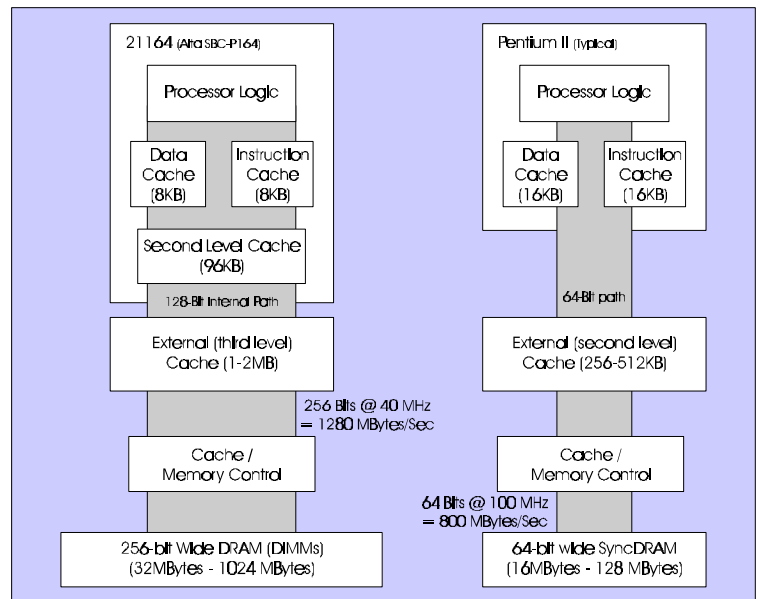 21164 (Alta SBC-P164)
Processor Logic
Data
Cache
(8KB)
Instruction
Cache
(8KB)
Second Level Cache
(96KB)
128-Bit Internal Path
External (third level)
Cache (1-2MB)
256 Bits @ 40 MHz
= 1280 MBytes/Sec
Cache /
Memory Control
256-bit Wide DRAM (DIMMs)
(32MBytes - 1024 MBytes)
Pentium II (Typical)
Processor Logic
Data
Cache
(16KB)
Instruction
Cache
(16KB)
64-Bit path
External (second level)
Cache (256-512KB)
Cache /
Memory Control
64 Bits @ 100 MHz
= 800 MBytes/Sec
64-bit wide SyncDRAM
(16MBytes - 128 MBytes)